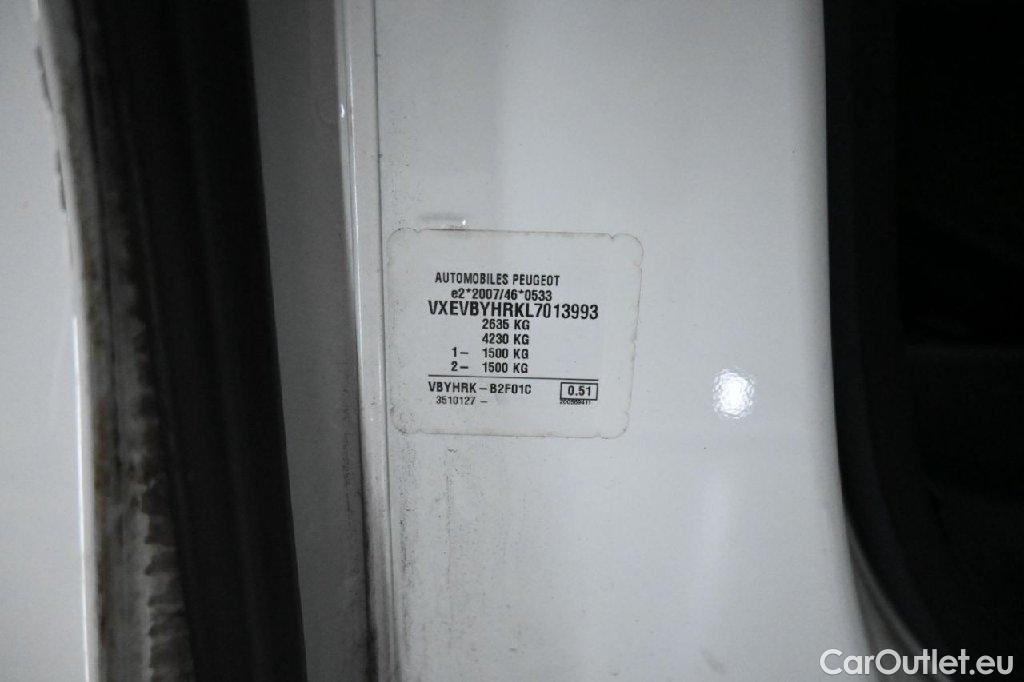 AUTOMOBILES PEUGEOT
e2*2007/46*0533
VXEVBYHRKL7013993
2635 KG
4230 KG
1- 1500 KG
2- 1500 KG
VBYHRK-B2F01C 0.51
3510127 -
CarOutlet.eu